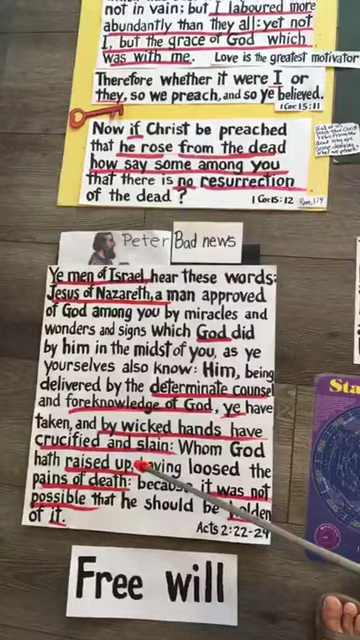 not in vain: but I laboured more
abundantly than they all: yet not
I, but the grace of God which
was with me.
Love is the greatest motivator
Therefore whether it were I or
they, so we preach, and so ye believed.
1 Cor 15:11
Now if Christ be preached
that he rose from the dead
how say some among you
that there is no resurrection
of the dead?
1 Cor 15:12
Rom 1:4
Peter
Bad news
Ye men of Israel, hear these words:
Jesus of Nazareth, a man approved
of God among you by miracles and
wonders and signs which God did
by him in the midst of you, as ye
yourselves also know: Him, being
delivered by the determinate counsel
and foreknowledge of God, ye have
taken, and by wicked hands have
crucified and slain: Whom God
hath raised up, having loosed the
pains of death: because it was not
possible that he should be holden
of it.
Acts 2:22-24
Free will
Sta